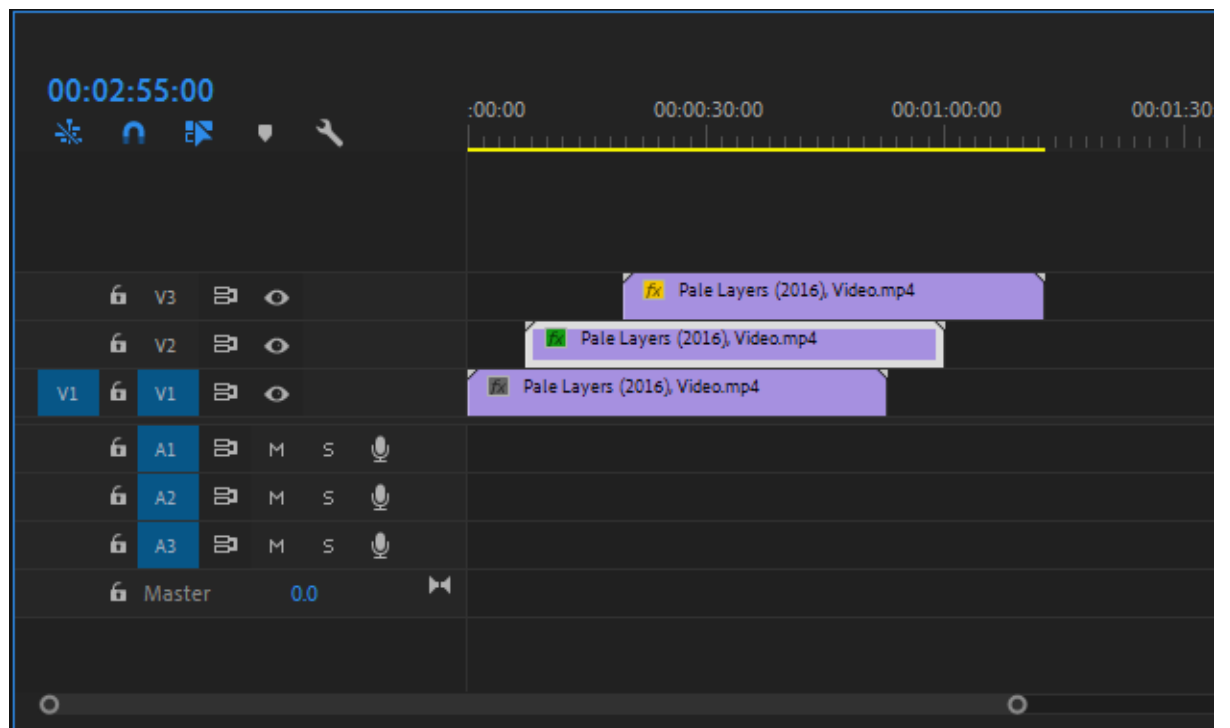 00:02:55:00
:00:00 00:00:30:00 00:01:00:00 00:01:30
V3 fx Pale Layers (2016), Video.mp4
V2 fx Pale Layers (2016), Video.mp4
V1 V1 fx Pale Layers (2016), Video.mp4
A1 M S
A2 M S
A3 M S
Master 0.0